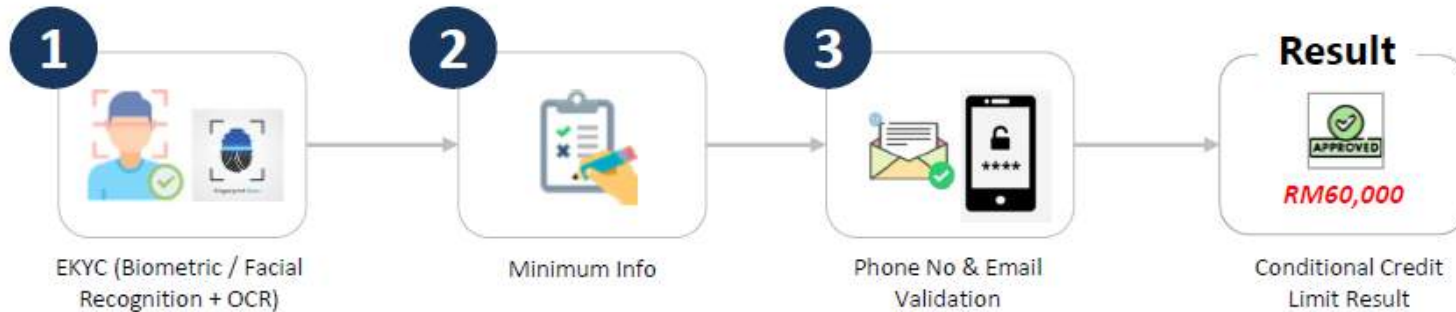 1
2
3
Result
APPROVED
RM60,000
****
EKYC (Biometric / Facial
Recognition + OCR)
Minimum Info
Phone No & Email
Validation
Conditional Credit
Limit Result